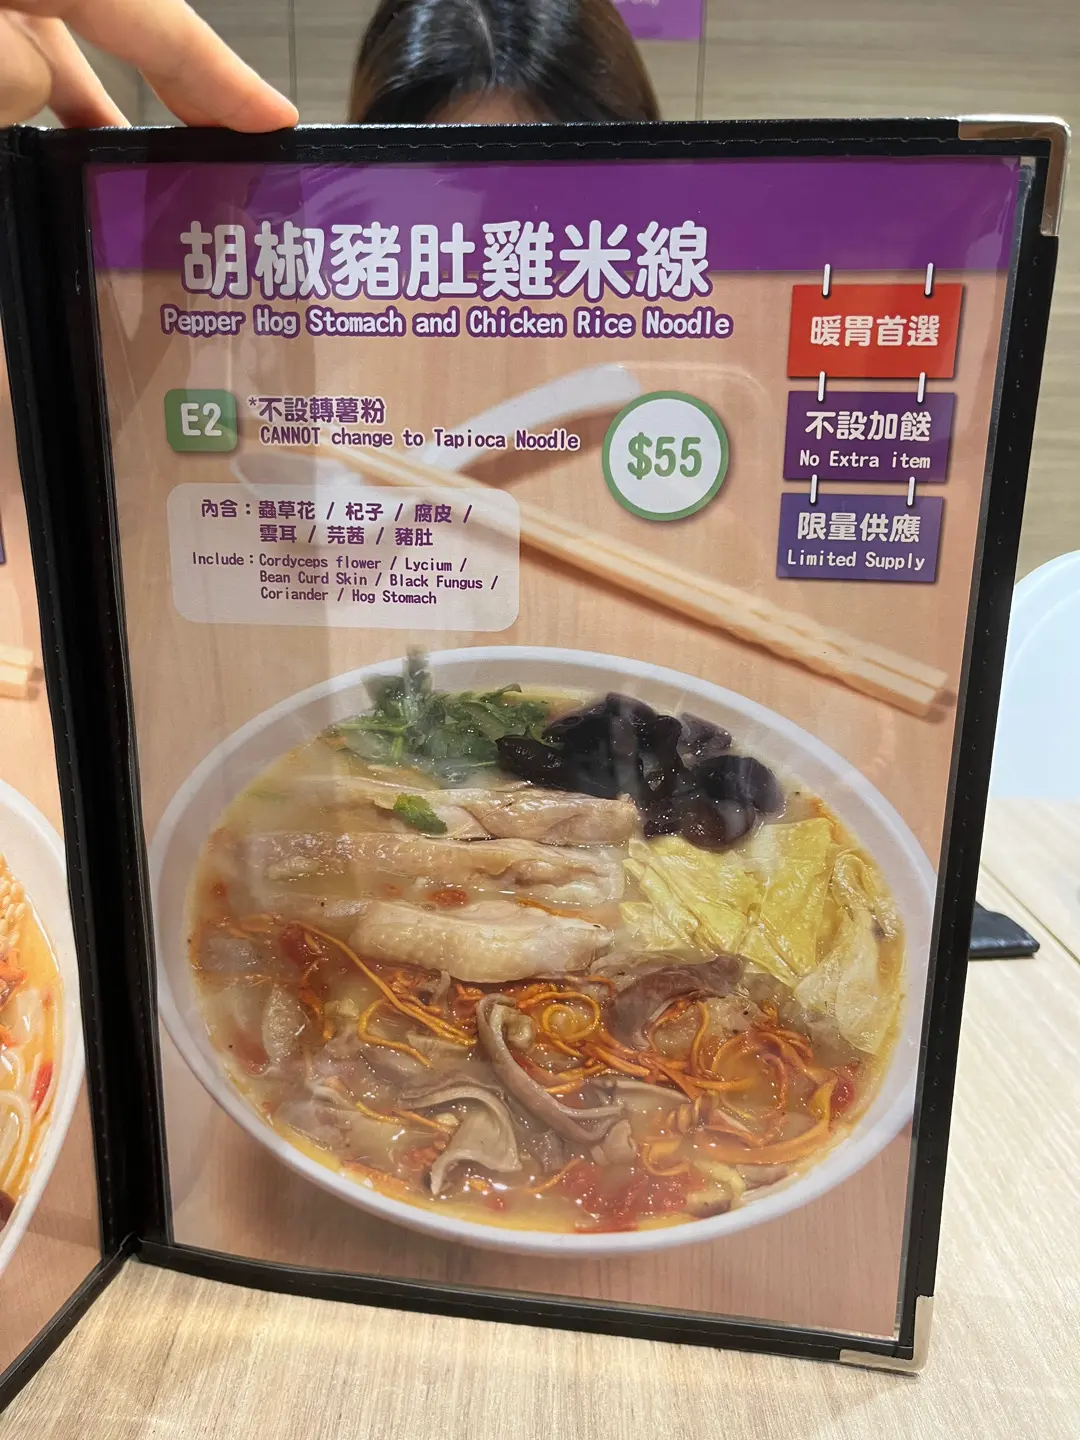 胡椒豬肚雞米線
Pepper Hog Stomach and Chicken Rice Noodle
暖胃首選
E2
*不設轉薯粉
CANNOT change to Tapioca Noodle
$55
不設加餸
No Extra item
內含：蟲草花 / 杞子 / 腐皮 /
雲耳 / 芫茜 / 豬肚
Include：Cordyceps flower / Lycium /
Bean Curd Skin / Black Fungus /
Coriander / Hog Stomach
限量供應
Limited Supply